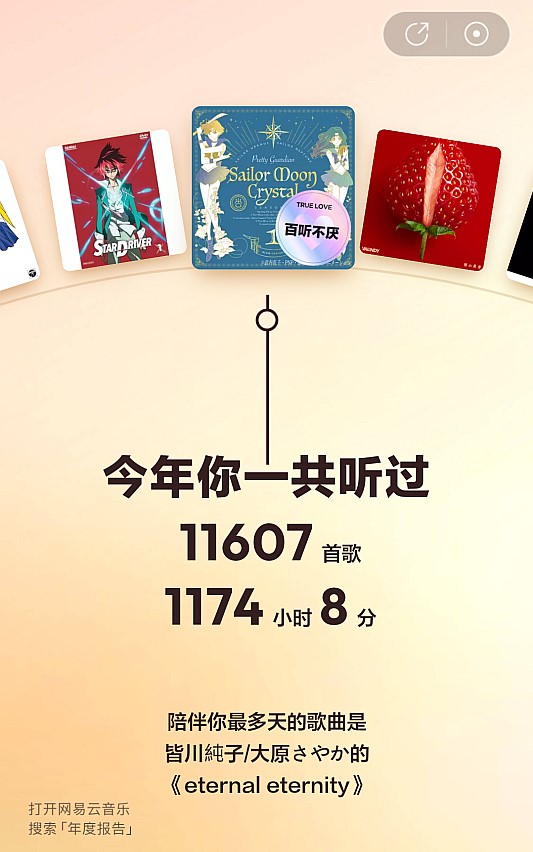 STAR DRIVER
Pretty Guardian
Sailor Moon
Crystal
TRUE LOVE
百听不厌
今年你一共听过
11607 首歌
1174 小时 8 分
陪伴你最多天的歌曲是
皆川純子/大原さやか的
《eternal eternity》
打开网易云音乐
搜索「年度报告」